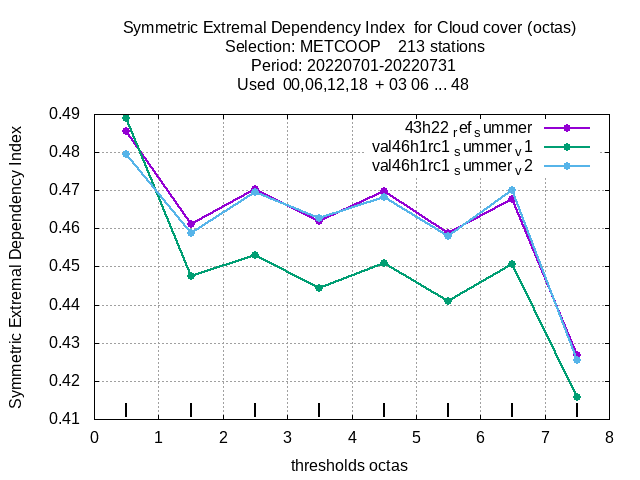 Symmetric Extremal Dependency Index for Cloud cover (octas)
Selection: METCOOP 213 stations
Period: 20220701-20220731
Used 00,06,12,18 + 03 06 ... 48
43h22 ref summer
val46h1rc1 summer v1
val46h1rc1 summer v2
Symmetric Extremal Dependency Index
0.49
0.48
0.47
0.46
0.45
0.44
0.43
0.42
0.41
0 1 2 3 4 5 6 7 8
thresholds octas